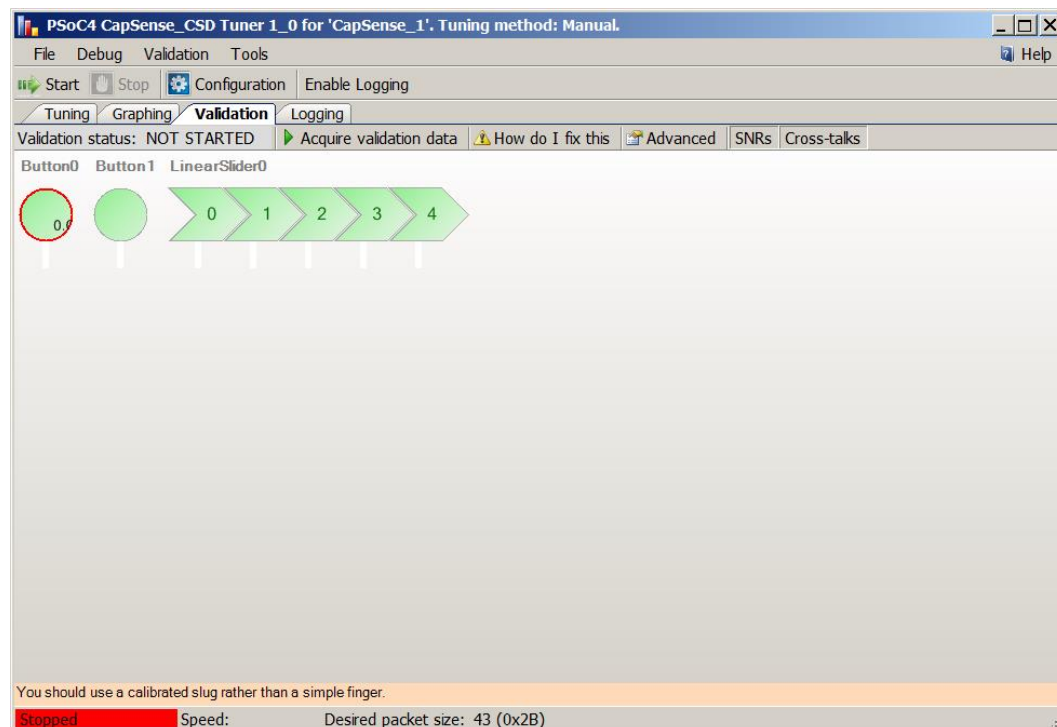 PSoC4 CapSense_CSD Tuner 1_0 for 'CapSense_1'. Tuning method: Manual.
File Debug Validation Tools Help
Start Stop Configuration Enable Logging
Tuning Graphing Validation Logging
Validation status: NOT STARTED Acquire validation data How do I fix this Advanced SNRs Cross-talks
Button0 Button1 LinearSlider0
0 1 2 3 4
You should use a calibrated slug rather than a simple finger.
Stopped Speed: Desired packet size: 43 (0x2B)